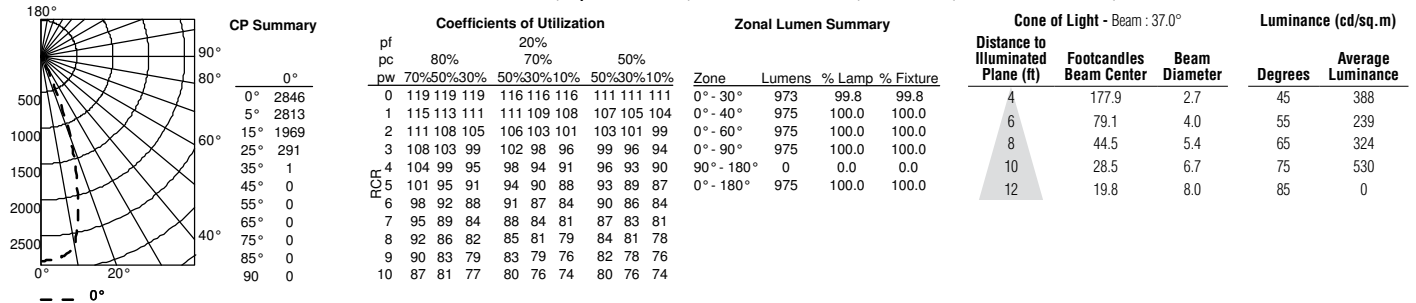 180°
90°
80°
60°
40°
20°
0°
500
1000
1500
2000
2500
0°
CP Summary
0°
0° 2846
5° 2813
15° 1969
25° 291
35° 1
45° 0
55° 0
65° 0
75° 0
85° 0
90 0
Coefficients of Utilization
pf 20%
pc 80% 70% 50%
pw 70%50%30% 50%30%10% 50%30%10%
RCR
0 119 119 119 116 116 116 111 111 111
1 115 113 111 111 109 108 107 105 104
2 111 108 105 106 103 101 103 101 99
3 108 103 99 102 98 96 99 96 94
4 104 99 95 98 94 91 96 93 90
5 101 95 91 94 90 88 93 89 87
6 98 92 88 91 87 84 90 86 84
7 95 89 84 88 84 81 87 83 81
8 92 86 82 85 81 79 84 81 78
9 90 83 79 83 79 76 82 78 76
10 87 81 77 80 76 74 80 76 74
Zonal Lumen Summary
Zone Lumens % Lamp % Fixture
0° - 30° 973 99.8 99.8
0° - 40° 975 100.0 100.0
0° - 60° 975 100.0 100.0
0° - 90° 975 100.0 100.0
90° - 180° 0 0.0 0.0
0° - 180° 975 100.0 100.0
Cone of Light - Beam : 37.0°
Distance to
Illuminated Footcandles Beam
Plane (ft) Beam Center Diameter
4 177.9 2.7
6 79.1 4.0
8 44.5 5.4
10 28.5 6.7
12 19.8 8.0
Luminance (cd/sq.m)
Average
Degrees Luminance
45 388
55 239
65 324
75 530
85 0